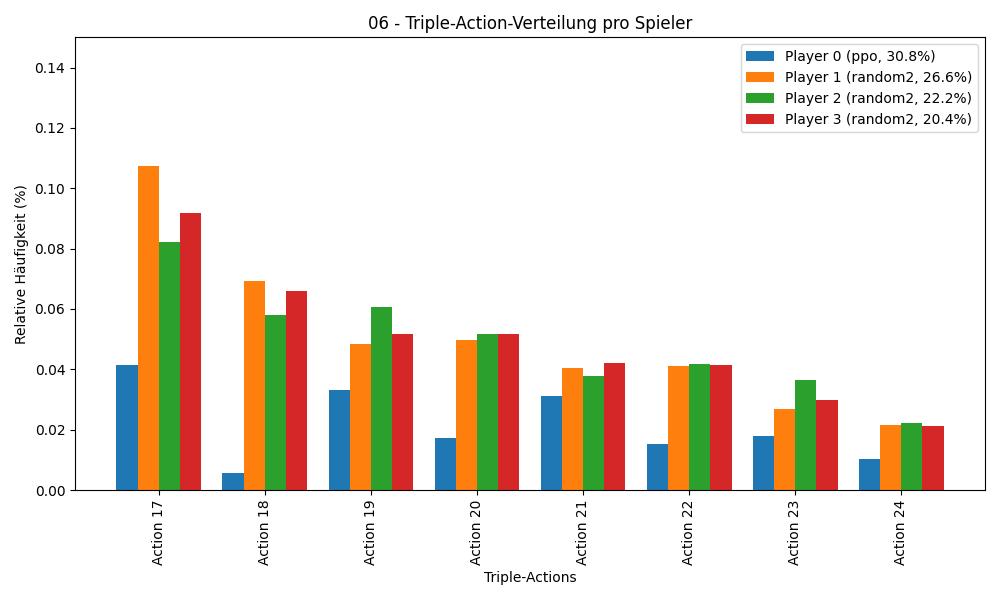 06 - Triple-Action-Verteilung pro Spieler
Player 0 (ppo, 30.8%)
Player 1 (random2, 26.6%)
Player 2 (random2, 22.2%)
Player 3 (random2, 20.4%)
Relative Häufigkeit (%)
0.14
0.12
0.10
0.08
0.06
0.04
0.02
0.00
Action 17
Action 18
Action 19
Action 20
Action 21
Action 22
Action 23
Action 24
Triple-Actions